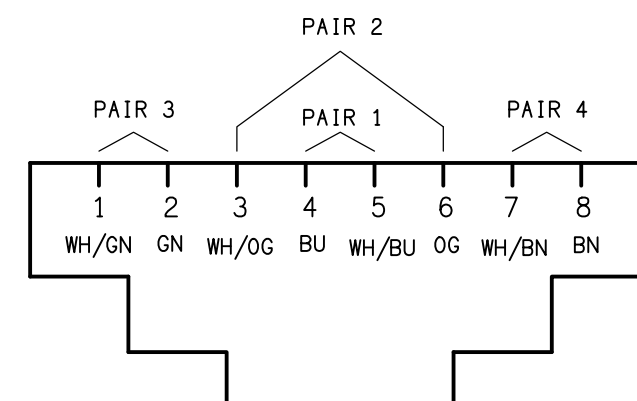 PAIR 2
PAIR 3
PAIR 1
PAIR 4
1 2 3 4 5 6 7 8
WH/GN GN WH/OG BU WH/BU OG WH/BN BN